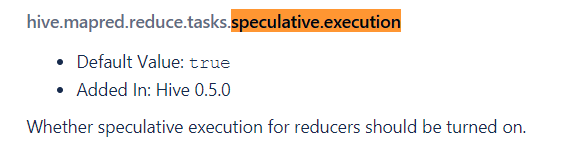 hive.mapred.reduce.tasks.speculative.execution
• Default Value: true
• Added In: Hive 0.5.0
Whether speculative execution for reducers should be turned on.